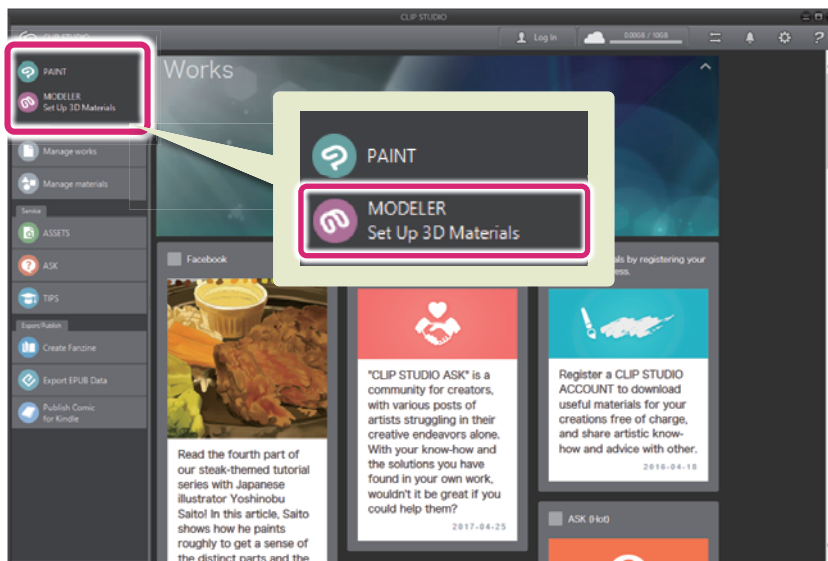 CLIP STUDIO
Log In
0.00GB / 10GB
?
PAINT
MODELER
Set Up 3D Materials
Manage works
Manage materials
Service
ASSETS
ASK
TIPS
Export/Publish
Create Fanzine
Export EPUB Data
Publish Comic
for Kindle
Works
PAINT
MODELER
Set Up 3D Materials
Facebook
Read the fourth part of
our steak-themed tutorial
series with Japanese
illustrator Yoshinobu
Saito! In this article, Saito
shows how he paints
roughly to get a sense of
the distinct parts and the
"CLIP STUDIO ASK" is a
community for creators,
with various posts of
artists struggling in their
creative endeavors alone.
With your know-how and
the solutions you have
found in your own work,
wouldn't it be great if you
could help them?
2017-04-25
by registering your
Register a CLIP STUDIO
ACCOUNT to download
useful materials for your
creations free of charge,
and share artistic know-
how and advice with other.
2016-04-18
ASK (Hot)